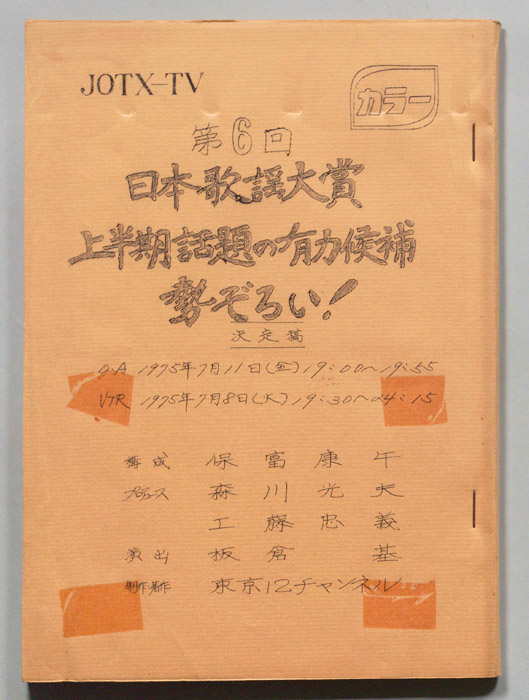 JOTX-TV
カラー
第6回
日本歌謡大賞
上半期話題の有力候補
勢ぞろい!
決定稿
O.A 1975年7月11日(金) 19:00~19:55
VTR 1975年7月8日(火) 19:30~24:15
構成 保富康午
プロデュース 森川光夫
工藤忠義
演出 板倉基
制作著作 東京12チャンネル